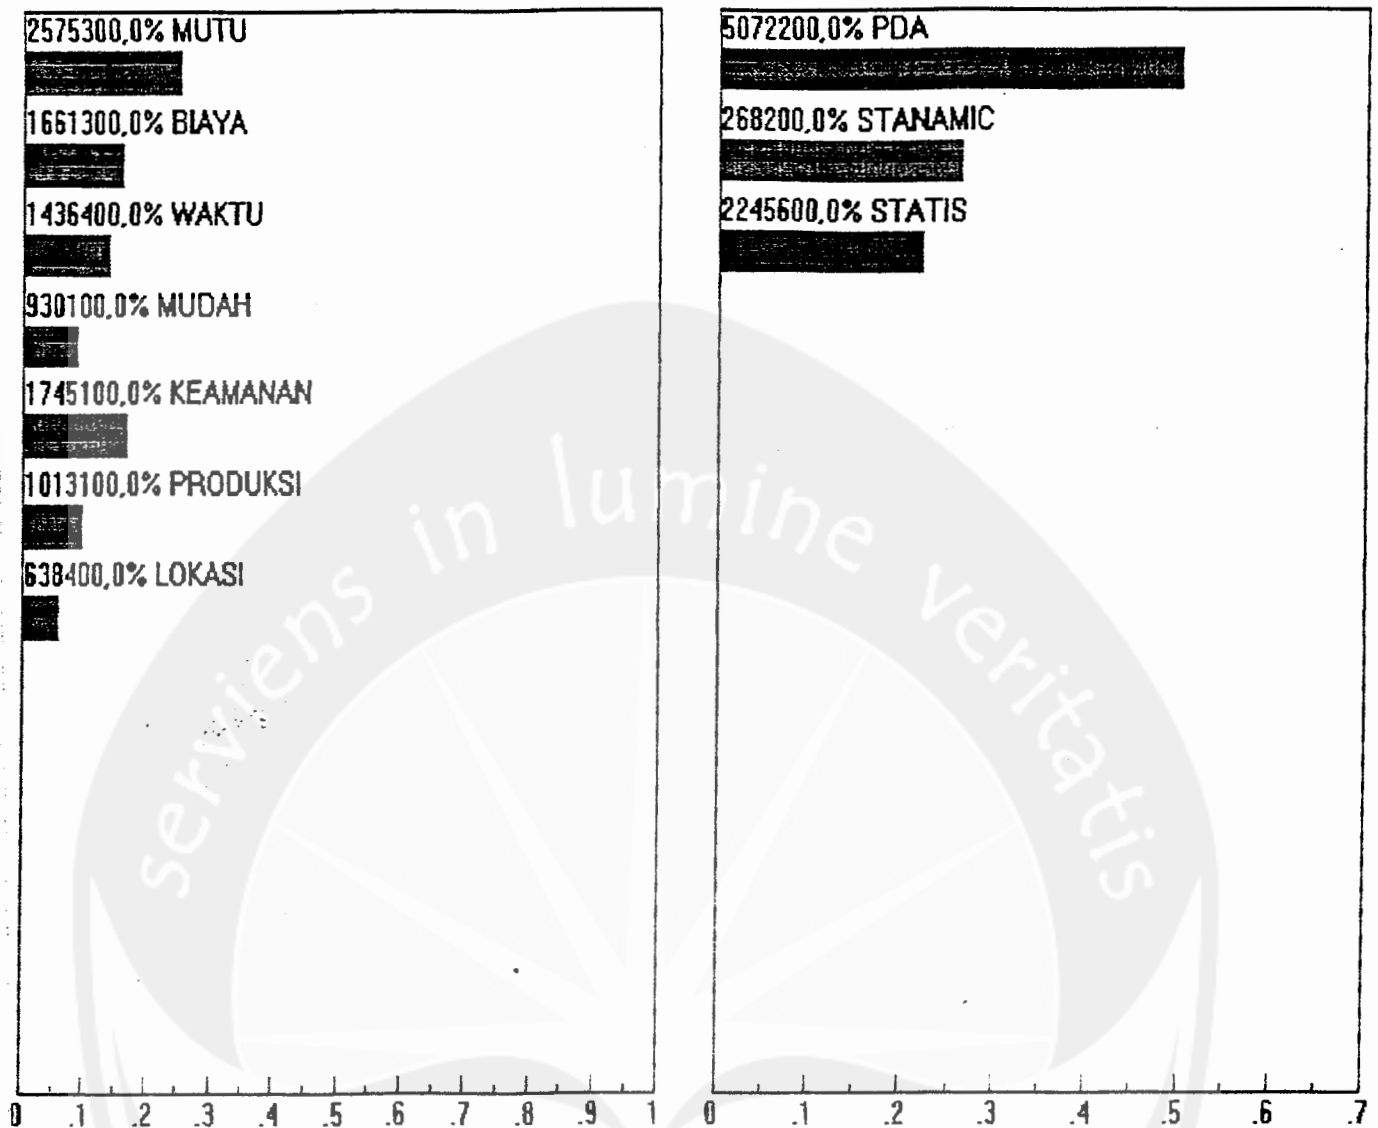 2575300,0% MUTU
1661300,0% BIAYA
1436400,0% WAKTU
930100,0% MUDAH
1745100,0% KEAMANAN
1013100,0% PRODUKSI
638400,0% LOKASI
0 .1 .2 .3 .4 .5 .6 .7 .8 .9 1
5072200,0% PDA
268200,0% STANAMIC
2245600,0% STATIS
0 .1 .2 .3 .4 .5 .6 .7
serviens in lumine veritatis